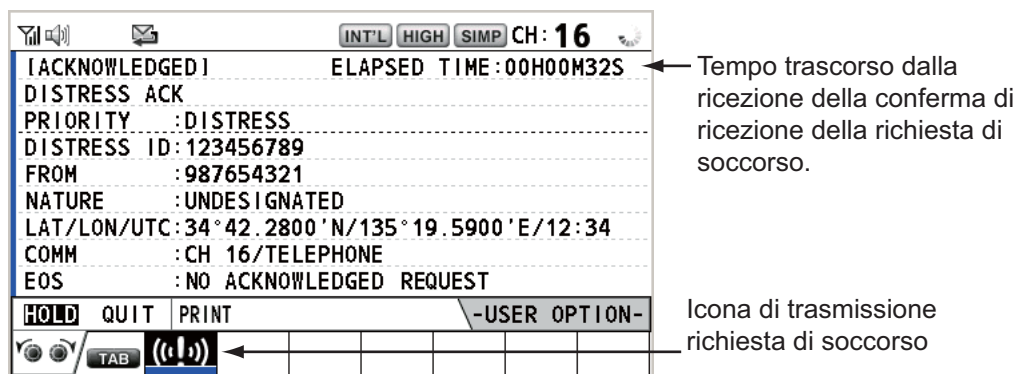 INT'L HIGH SIMP CH: 16
[ACKNOWLEDGED] ELAPSED TIME:00H00M32S
DISTRESS ACK
PRIORITY :DISTRESS
DISTRESS ID:123456789
FROM :987654321
NATURE :UNDESIGNATED
LAT/LON/UTC:34°42.2800'N/135°19.5900'E/12:34
COMM :CH 16/TELEPHONE
EOS :NO ACKNOWLEDGED REQUEST
HOLD QUIT PRINT -USER OPTION-
TAB
Tempo trascorso dalla
ricezione della conferma di
ricezione della richiesta di
soccorso.
Icona di trasmissione
richiesta di soccorso